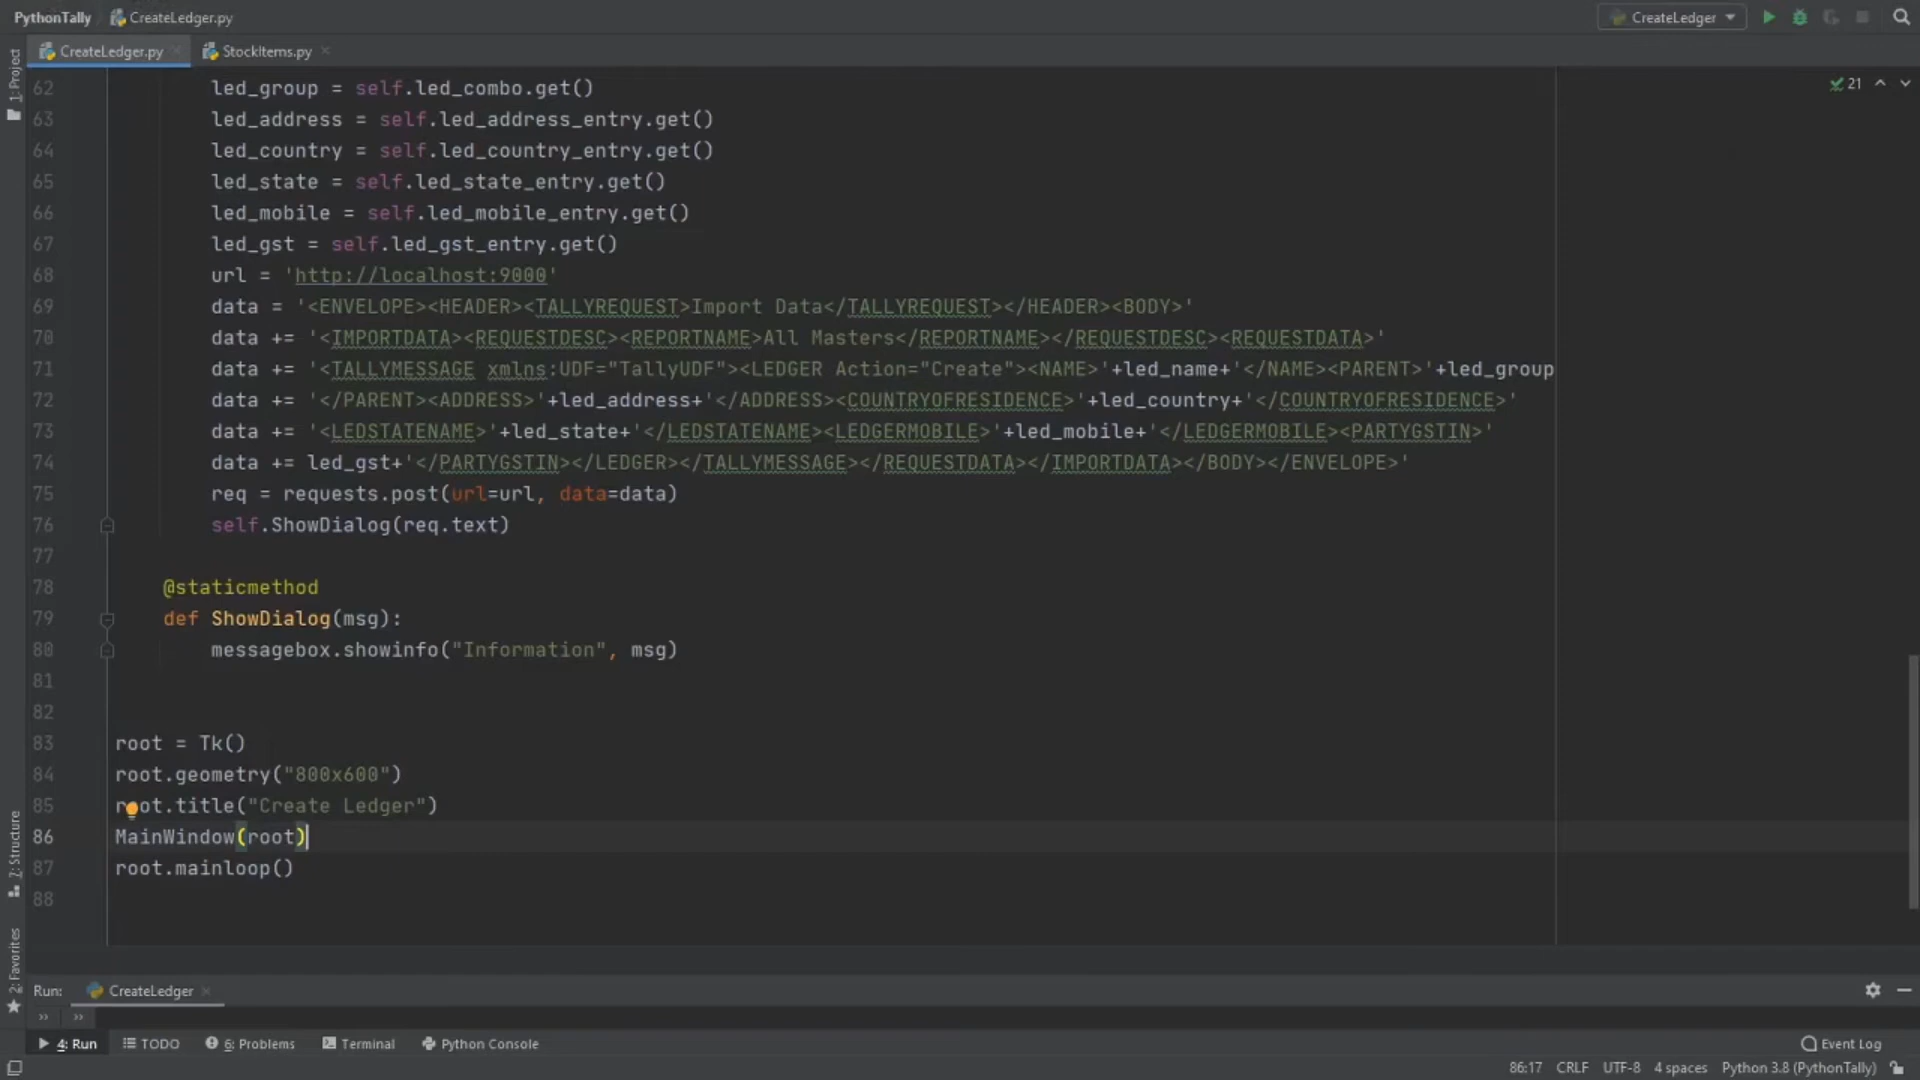 PythonTally CreateLedger.py CreateLedger
CreateLedger.py StockItems.py
1: Project
21
62 led_group = self.led_combo.get()
63 led_address = self.led_address_entry.get()
64 led_country = self.led_country_entry.get()
65 led_state = self.led_state_entry.get()
66 led_mobile = self.led_mobile_entry.get()
67 led_gst = self.led_gst_entry.get()
68 url = 'http://localhost:9000'
69 data = '<ENVELOPE><HEADER><TALLYREQUEST>Import Data</TALLYREQUEST></HEADER><BODY>'
70 data += '<IMPORTDATA><REQUESTDESC><REPORTNAME>All Masters</REPORTNAME></REQUESTDESC><REQUESTDATA>'
71 data += '<TALLYMESSAGE xmlns:UDF="TallyUDF"><LEDGER Action="Create"><NAME>'+led_name+'</NAME><PARENT>'+led_group
72 data += '</PARENT><ADDRESS>'+led_address+'</ADDRESS><COUNTRYOFRESIDENCE>'+led_country+'</COUNTRYOFRESIDENCE>'
73 data += '<LEDSTATENAME>'+led_state+'</LEDSTATENAME><LEDGERMOBILE>'+led_mobile+'</LEDGERMOBILE><PARTYGSTIN>'
74 data += led_gst+'</PARTYGSTIN></LEDGER></TALLYMESSAGE></REQUESTDATA></IMPORTDATA></BODY></ENVELOPE>'
75 req = requests.post(url=url, data=data)
76 self.ShowDialog(req.text)
77
78 @staticmethod
79 def ShowDialog(msg):
80 messagebox.showinfo("Information", msg)
81
82
83 root = Tk()
84 root.geometry("800x600")
85 root.title("Create Ledger")
86 MainWindow(root)
87 root.mainloop()
88
7: Structure
2: Favorites
Run: CreateLedger
4: Run TODO 6: Problems Terminal Python Console Event Log
86:17 CRLF UTF-8 4 spaces Python 3.8 (PythonTally)